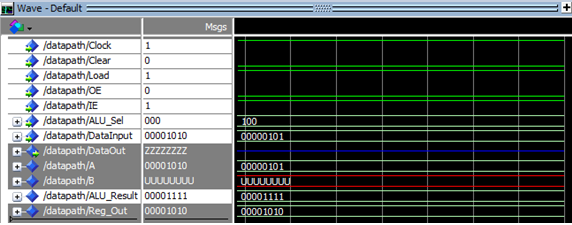 Wave - Default
Msgs
/datapath/Clock 1
/datapath/Clear 0
/datapath/Load 1
/datapath/OE 0
/datapath/IE 1
/datapath/ALU_Sel 000 100
/datapath/DataInput 00001010 00000101
/datapath/DataOut ZZZZZZZZ
/datapath/A 00001010 00000101
/datapath/B UUUUUUUU UUUUUUUU
/datapath/ALU_Result 00001111 00001111
/datapath/Reg_Out 00001010 00001010